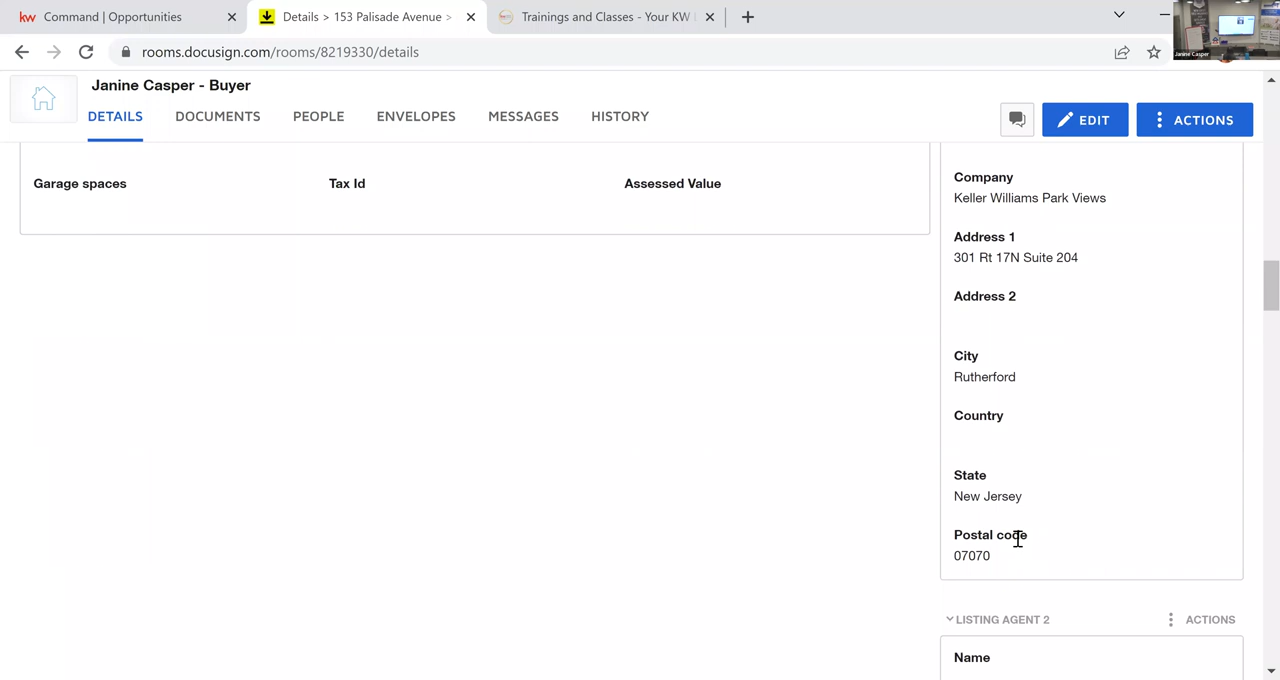 kw Command | Opportunities
Details > 153 Palisade Avenue >
Trainings and Classes - Your KW
rooms.docusign.com/rooms/8219330/details
Janine Casper
Janine Casper - Buyer
DETAILS
DOCUMENTS
PEOPLE
ENVELOPES
MESSAGES
HISTORY
EDIT
ACTIONS
Garage spaces
Tax Id
Assessed Value
Company
Keller Williams Park Views
Address 1
301 Rt 17N Suite 204
Address 2
City
Rutherford
Country
State
New Jersey
Postal code
07070
LISTING AGENT 2
ACTIONS
Name